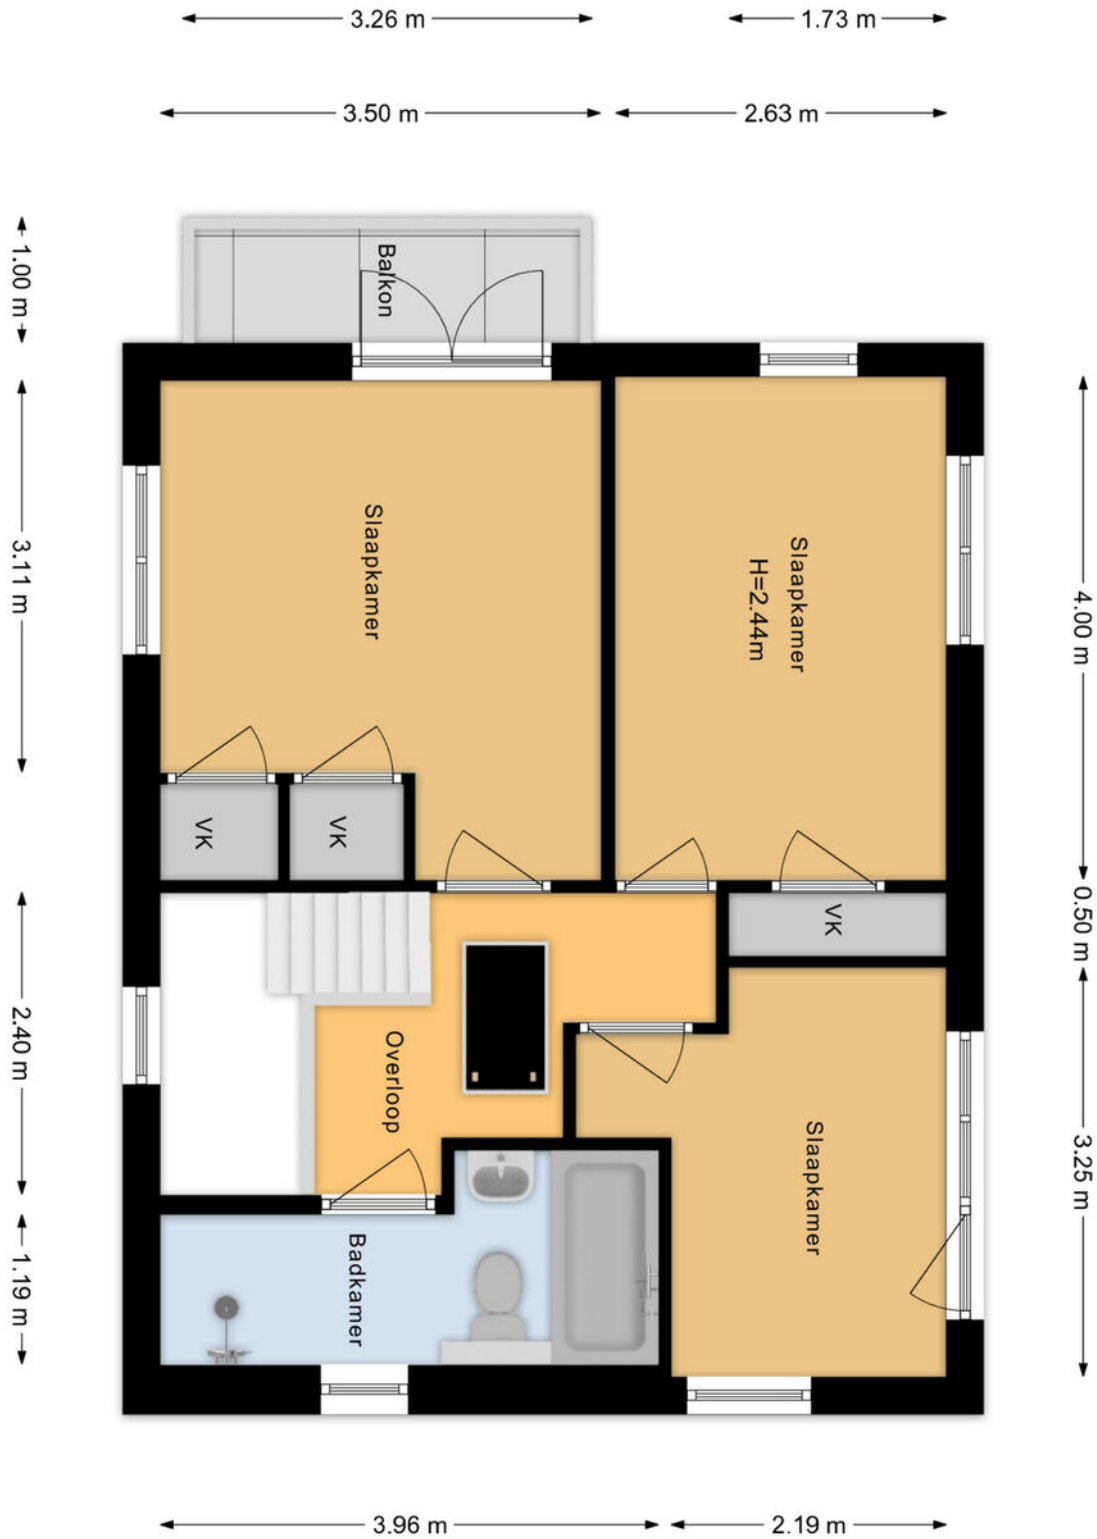 3.26 m
1.73 m
3.50 m
2.63 m
1.00 m
Balkon
3.11 m
Slaapkamer
Slaapkamer
H=2.44m
4.00 m
VK
VK
VK
0.50 m
2.40 m
Overloop
Slaapkamer
3.25 m
1.19 m
Badkamer
3.96 m
2.19 m